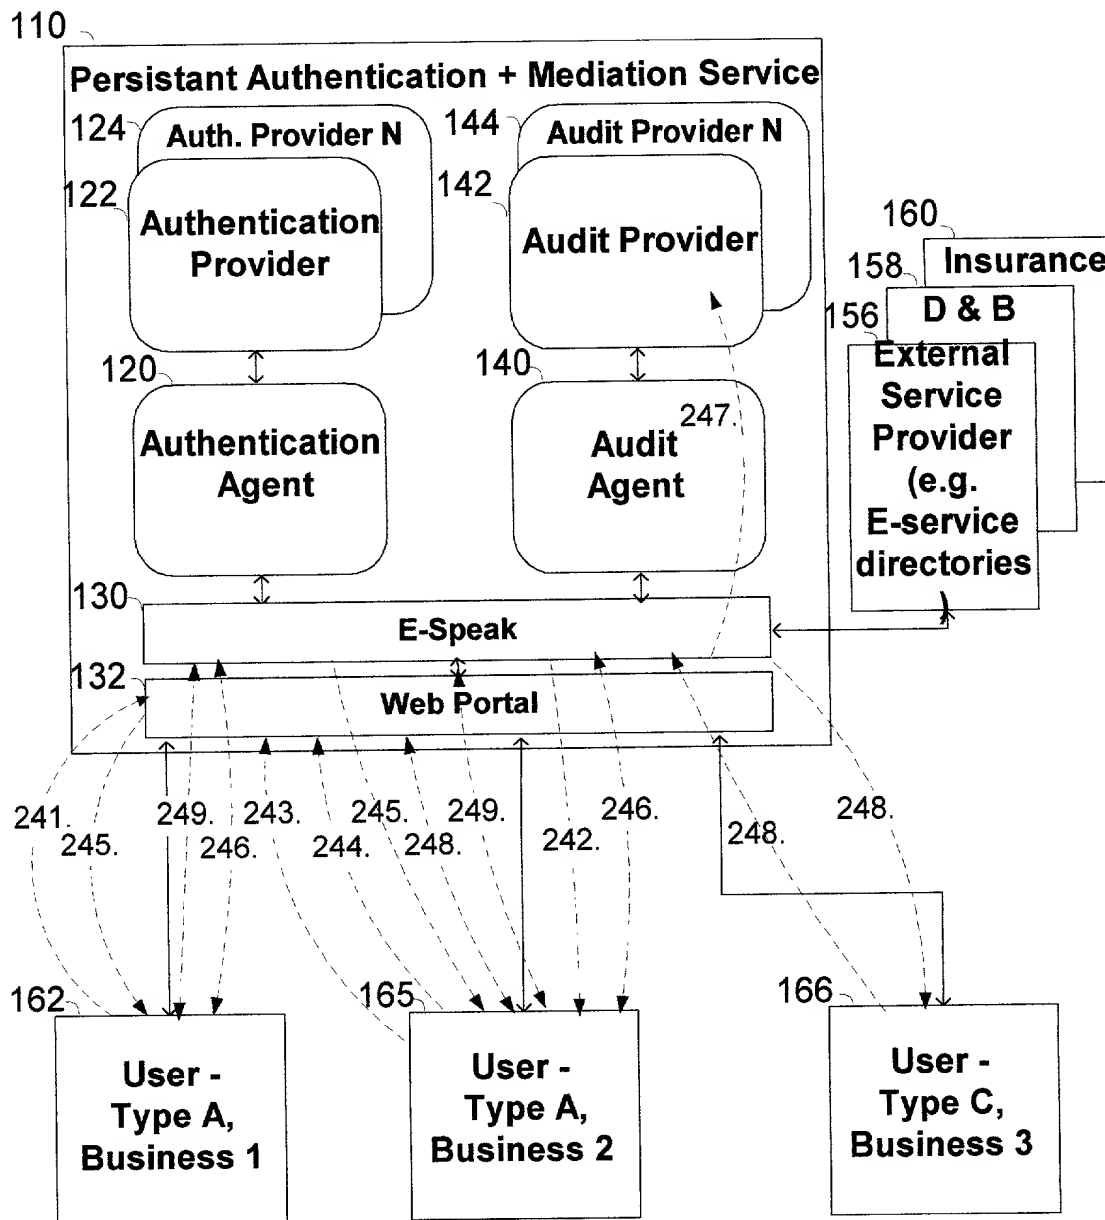 110
Persistant Authentication + Mediation Service
124
Auth. Provider N
144
Audit Provider N
122
Authentication
Provider
142
Audit Provider
160
Insurance
158
D & B
156
External
Service
Provider
(e.g.
E-service
directories
)
120
Authentication
Agent
140
Audit
Agent
247.
130
E-Speak
132
Web Portal
241.
245.
249.
246.
243.
244.
245.
248.
249.
242.
246.
248.
248.
162
User -
Type A,
Business 1
165
User -
Type A,
Business 2
166
User -
Type C,
Business 3